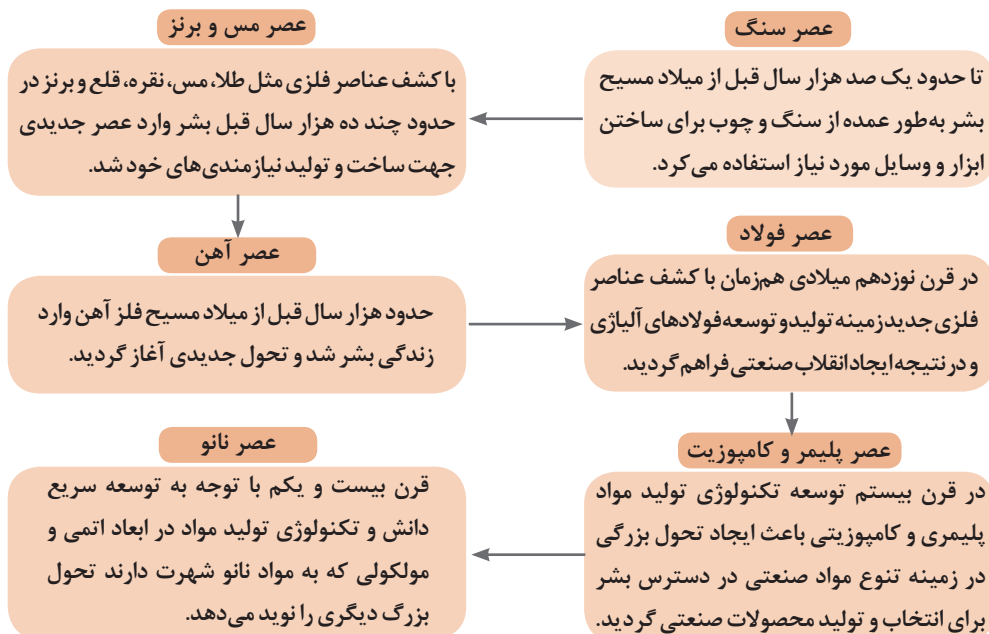 عصر سنگ
تا حدود یک صد هزار سال قبل از میلاد مسیح
بشر به‌طور عمده از سنگ و چوب برای ساختن
ابزار و وسایل مورد نیاز استفاده می‌کرد.
عصر مس و برنز
با کشف عناصر فلزی مثل طلا، مس، نقره، قلع و برنز در
حدود چند ده هزار سال قبل بشر وارد عصر جدیدی
جهت ساخت و تولید نیازمندی‌های خود شد.
عصر آهن
حدود هزار سال قبل از میلاد مسیح فلز آهن وارد
زندگی بشر شد و تحول جدیدی آغاز گردید.
عصر فولاد
در قرن نوزدهم میلادی هم‌زمان با کشف عناصر
فلزی جدید زمینه تولید و توسعه فولادهای آلیاژی
و در نتیجه ایجاد انقلاب صنعتی فراهم گردید.
عصر پلیمر و کامپوزیت
در قرن بیستم توسعه تکنولوژی تولید مواد
پلیمری و کامپوزیتی باعث ایجاد تحول بزرگی
در زمینه تنوع مواد صنعتی در دسترس بشر
برای انتخاب و تولید محصولات صنعتی گردید.
عصر نانو
قرن بیست و یکم با توجه به توسعه سریع
دانش و تکنولوژی تولید مواد در ابعاد اتمی و
مولکولی که به مواد نانو شهرت دارند تحول
بزرگ دیگری را نوید می‌دهد.